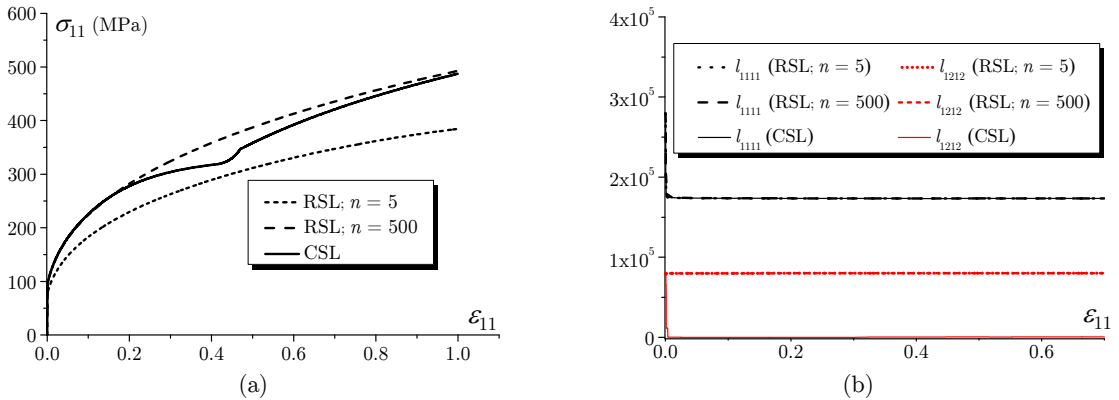 600
σ11 (MPa)
500
400
300
200
100
0
RSL; n = 5
RSL; n = 500
CSL
ε11
0.0 0.2 0.4 0.6 0.8 1.0
(a)
4x10^5
l1111 (RSL; n = 5) l1212 (RSL; n = 5)
3x10^5
l1111 (RSL; n = 500) l1212 (RSL; n = 500)
l1111 (CSL) l1212 (CSL)
2x10^5
1x10^5
ε11
0
0.0 0.2 0.4 0.6
(b)